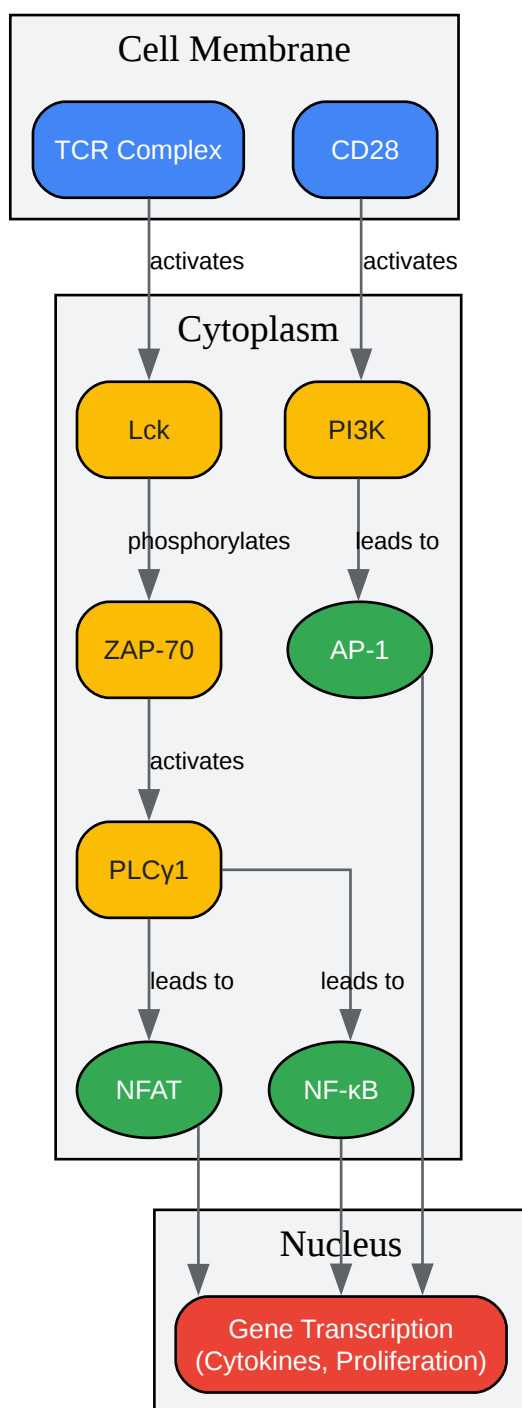 Cell Membrane
TCR Complex
CD28
activates
activates
Cytoplasm
Lck
PI3K
phosphorylates
leads to
ZAP-70
AP-1
activates
PLCγ1
leads to
leads to
NFAT
NF-κB
Nucleus
Gene Transcription
(Cytokines, Proliferation)